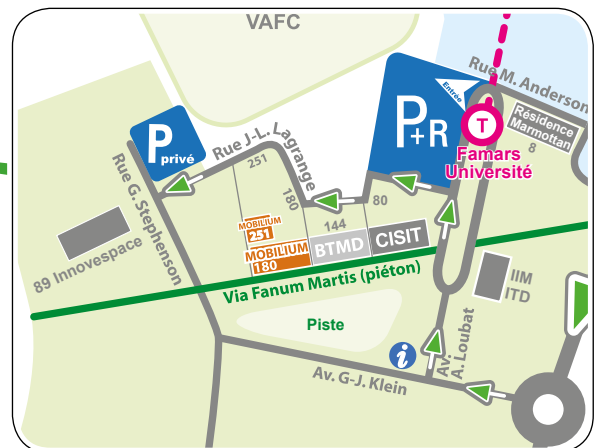 VAFC
Rue M. Anderson
Entrée
P+R
T
Résidence
Marmottan
8
Famars
Université
P
privé
Rue J-L. Lagrange
251
180
80
144
Rue G. Stephenson
MOBILIUM
251
MOBILIUM
180
BTMD
CISIT
89 Innovespace
Via Fanum Martis (piéton)
IIM
ITD
Piste
i
Av.
A. Loubat
Av. G-J. Klein